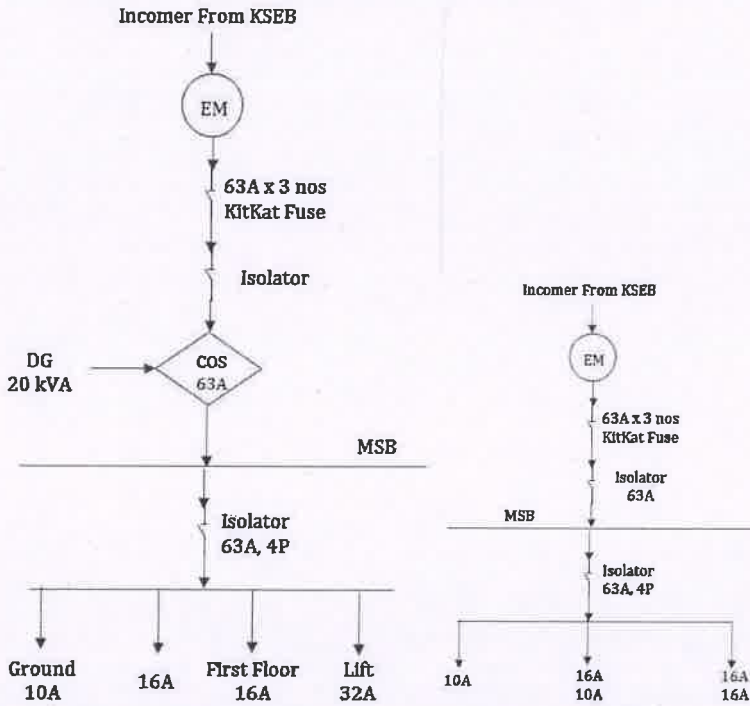 Incomer From KSEB
EM
63A x 3 nos
KitKat Fuse
Isolator
DG
20 kVA
COS
63A
MSB
Isolator
63A, 4P
Ground
10A
16A
First Floor
16A
Lift
32A
Incomer From KSEB
EM
63A x 3 nos
KitKat Fuse
Isolator
63A
MSB
Isolator
63A, 4P
10A
16A
10A
16A
16A